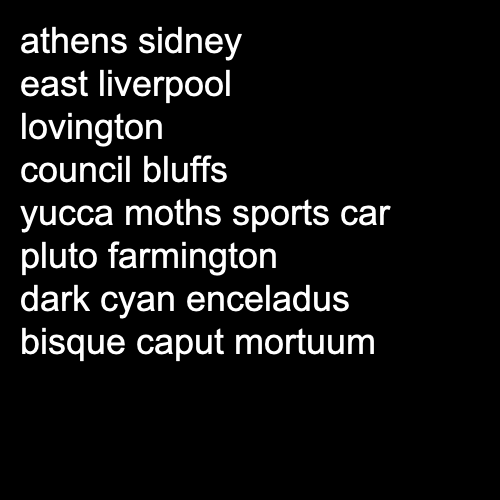 athens sidney
east liverpool
lovington
council bluffs
yucca moths sports car
pluto farmington
dark cyan enceladus
bisque caput mortuum